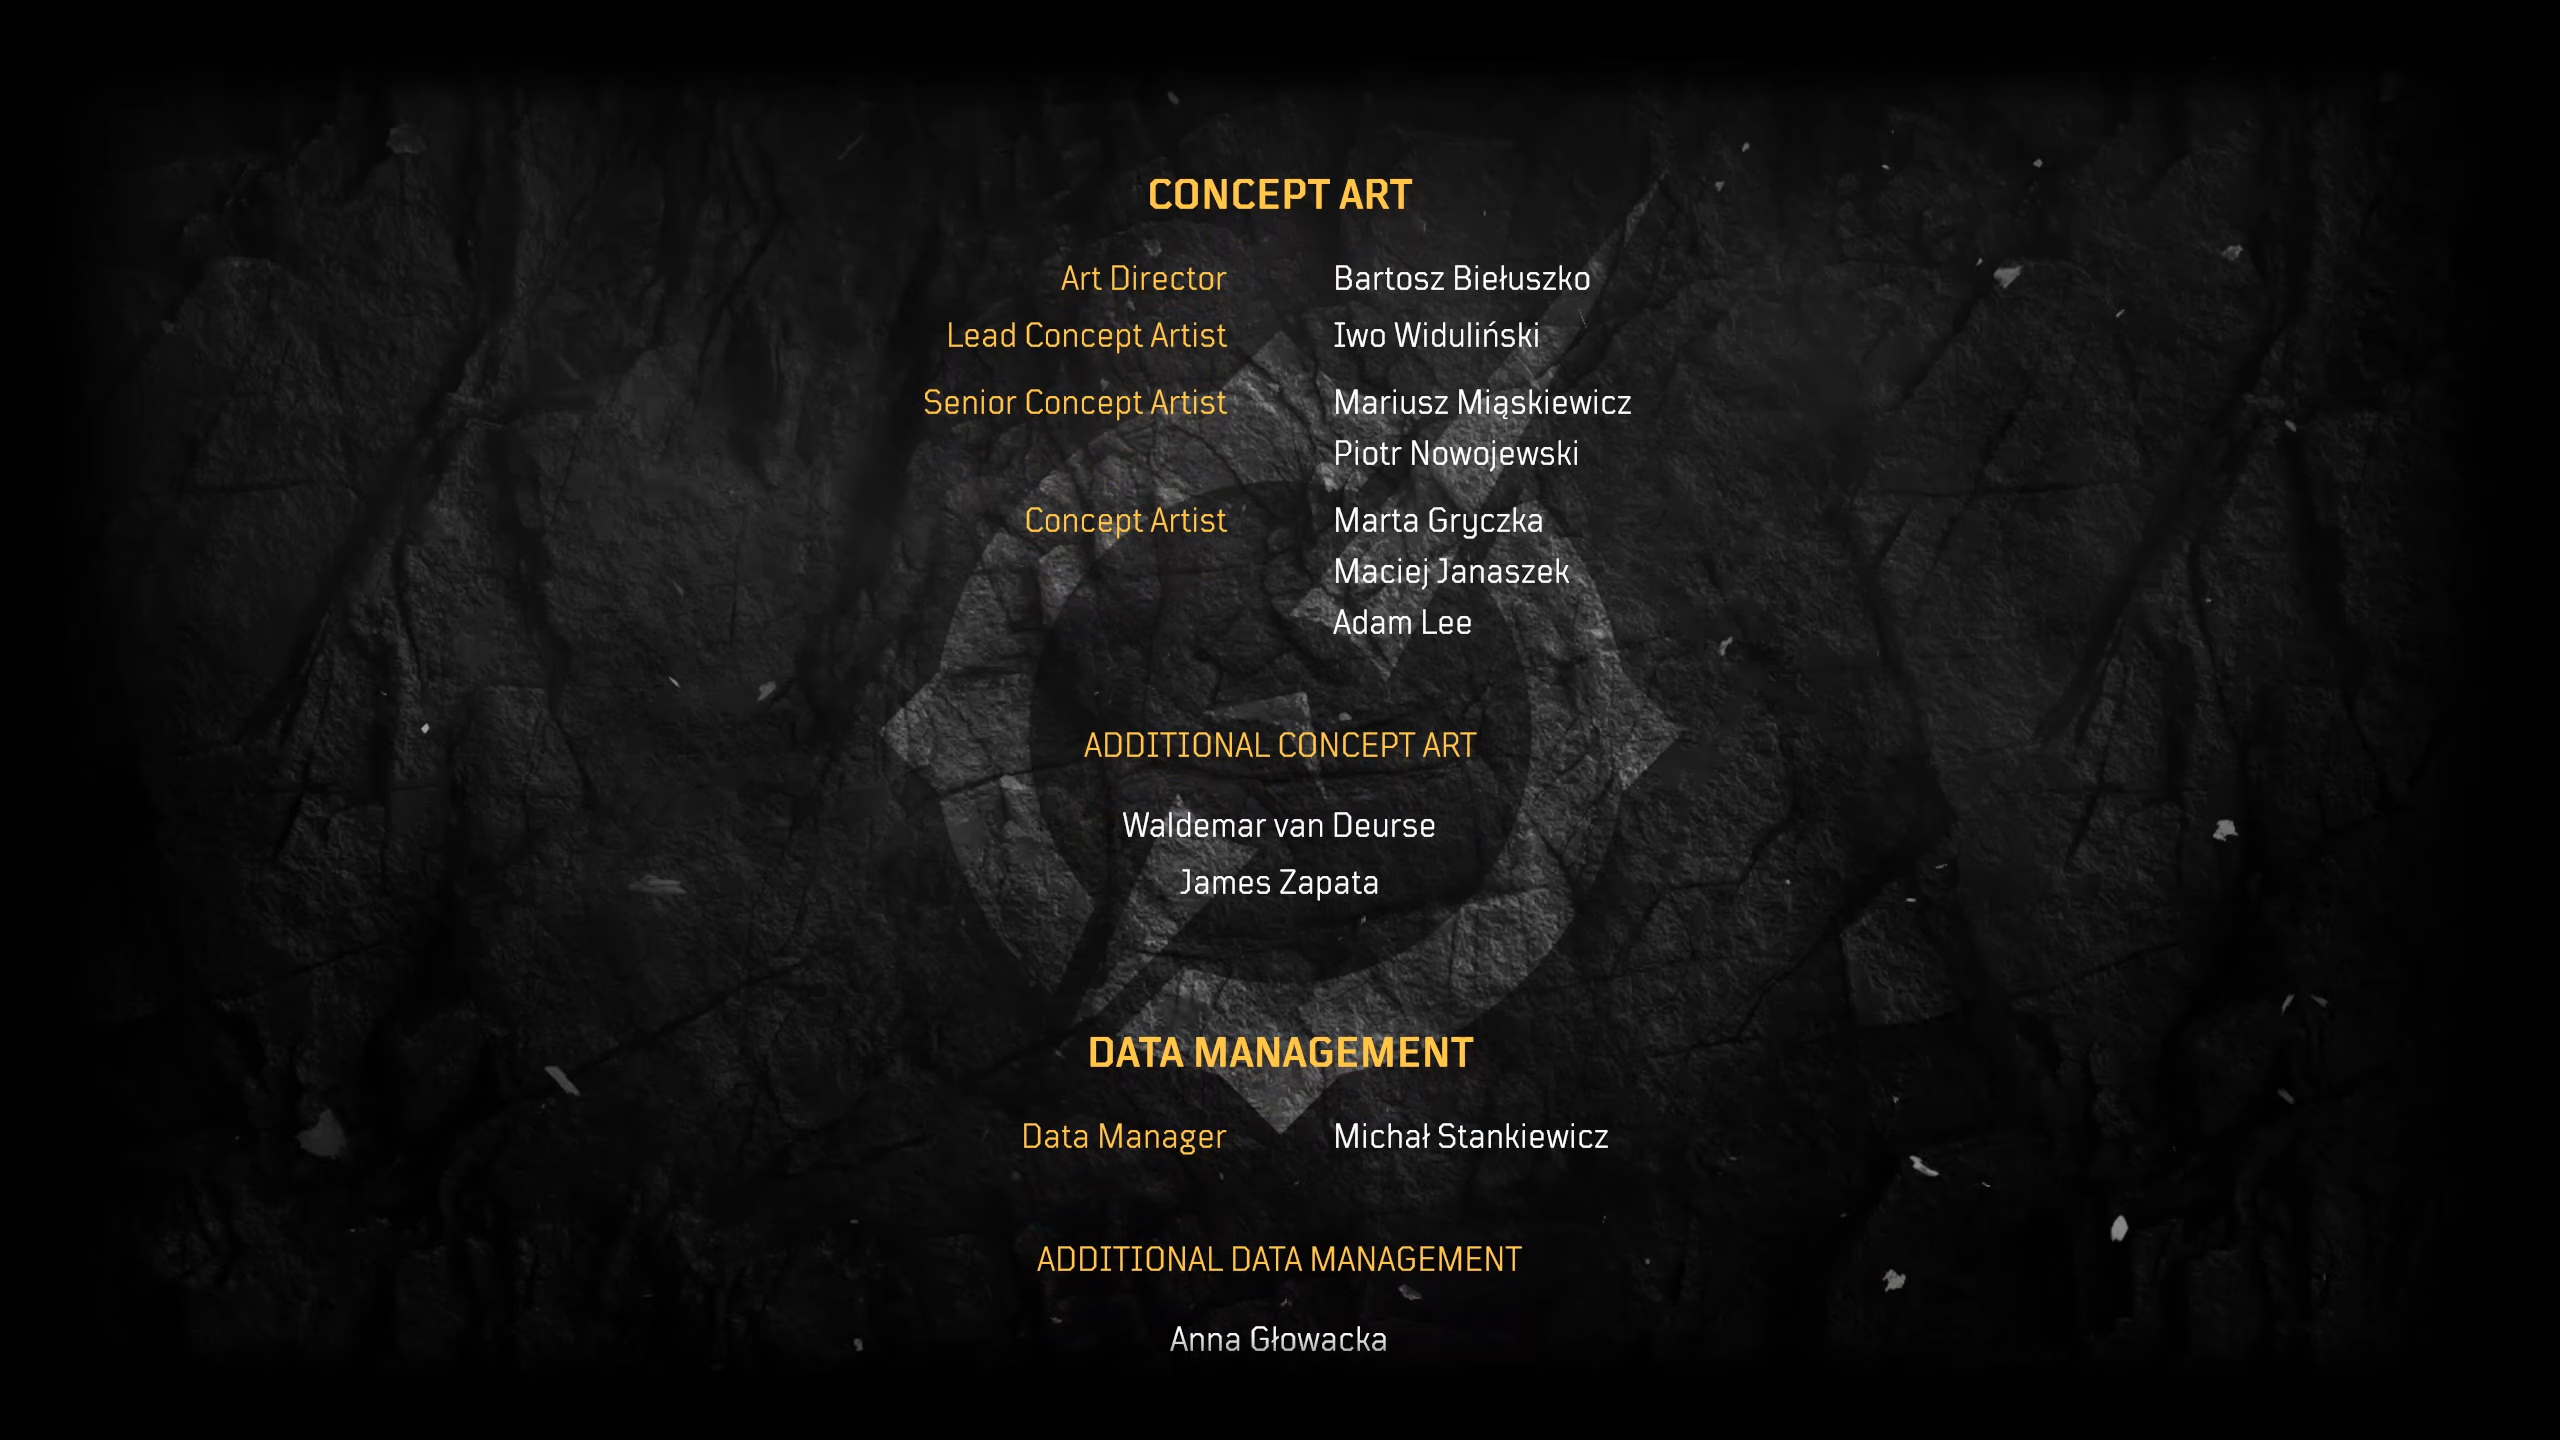 CONCEPT ART
Art Director Bartosz Biełuszko
Lead Concept Artist Iwo Widuliński
Senior Concept Artist Mariusz Miąskiewicz
Piotr Nowojewski
Concept Artist Marta Gryczka
Maciej Janaszek
Adam Lee
ADDITIONAL CONCEPT ART
Waldemar van Deurse
James Zapata
DATA MANAGEMENT
Data Manager Michał Stankiewicz
ADDITIONAL DATA MANAGEMENT
Anna Głowacka